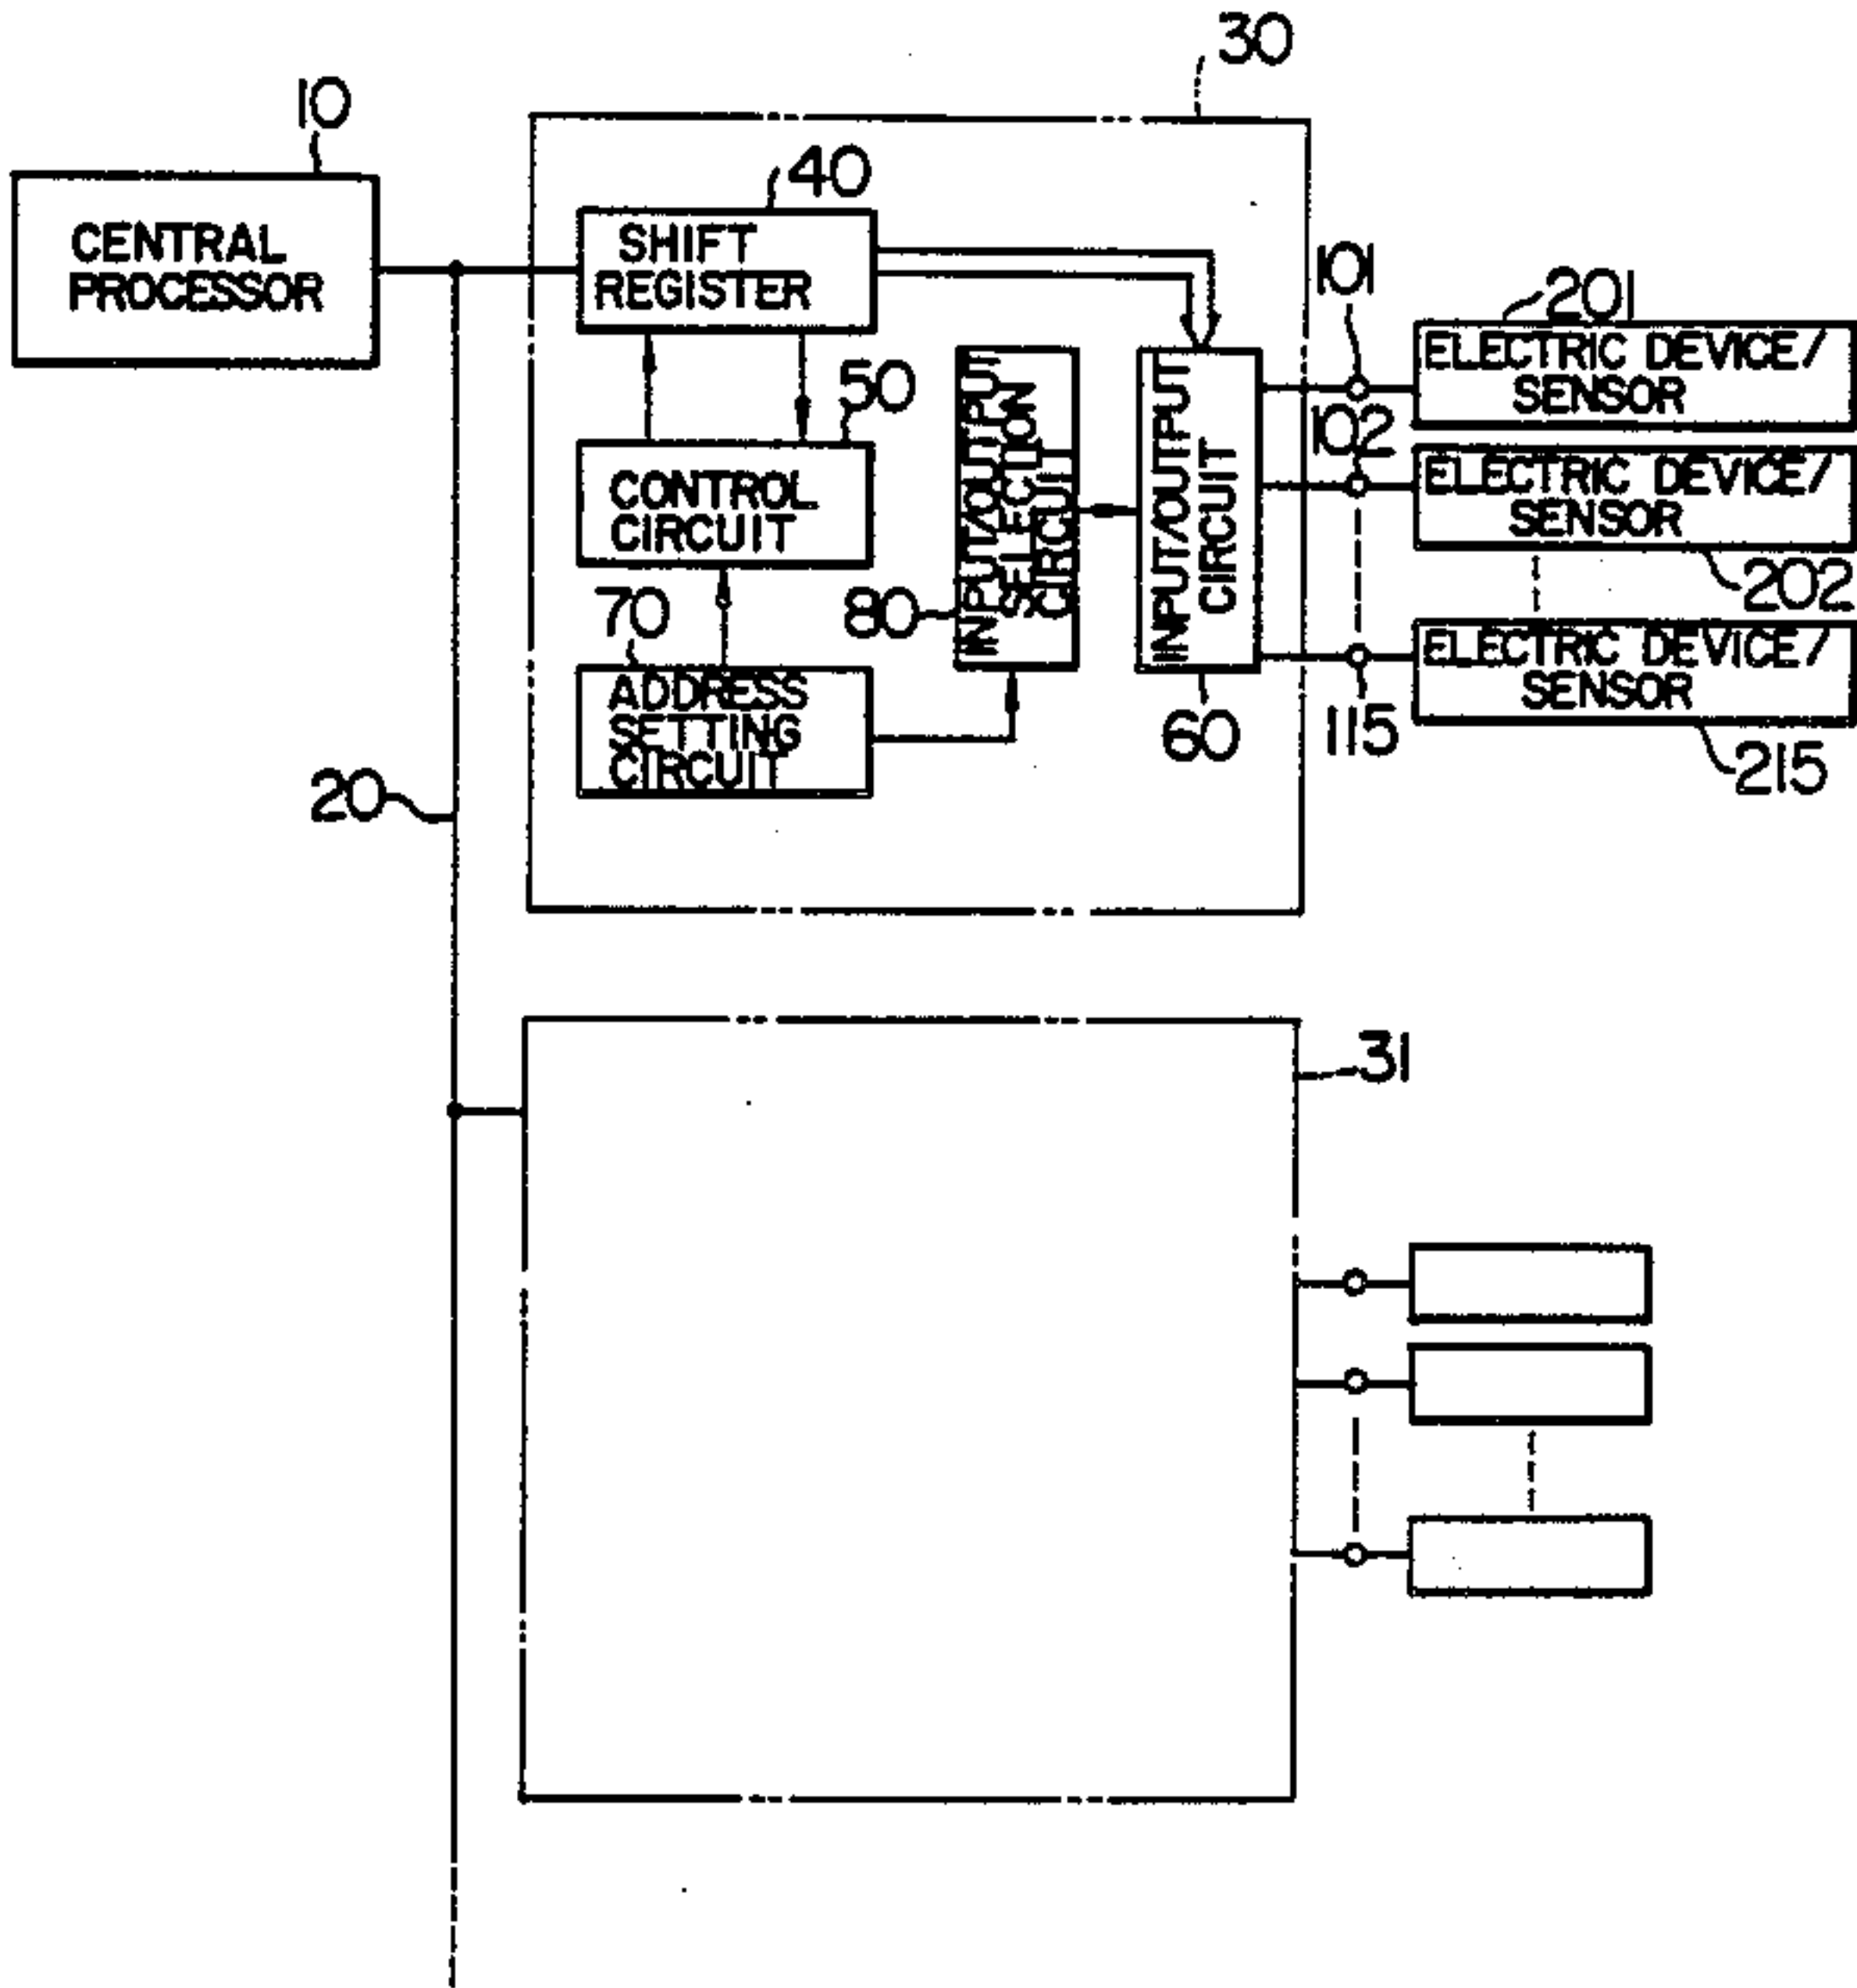 30
10
40
CENTRAL
PROCESSOR
SHIFT
REGISTER
101
201
ELECTRIC DEVICE/
SENSOR
50
102
ELECTRIC DEVICE/
SENSOR
CONTROL
CIRCUIT
INPUT/OUTPUT
SELECTION
CIRCUIT
INPUT/OUTPUT
CIRCUIT
202
70
80
ELECTRIC DEVICE/
SENSOR
ADDRESS
SETTING
CIRCUIT
60
115
215
20
31